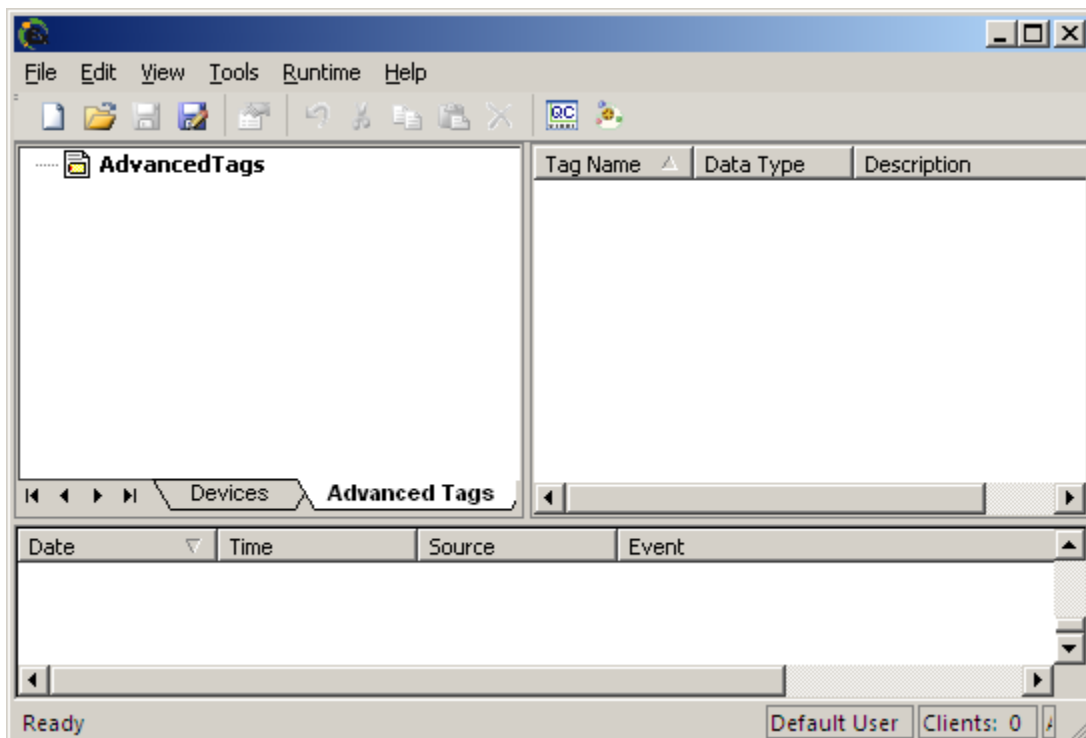 File Edit View Tools Runtime Help
QC
AdvancedTags
Tag Name Data Type Description
Devices Advanced Tags
Date Time Source Event
Ready Default User Clients: 0